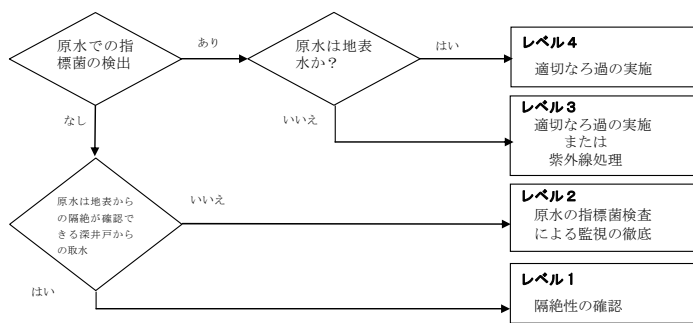 原水での指
標菌の検出
あり
原水は地表
水か？
はい
レベル４
適切なろ過の実施
なし
いいえ
レベル３
適切なろ過の実施
または
紫外線処理
原水は地表から
の隔絶が確認で
きる深井戸から
の取水
いいえ
レベル２
原水の指標菌検査
による監視の徹底
はい
レベル１
隔絶性の確認